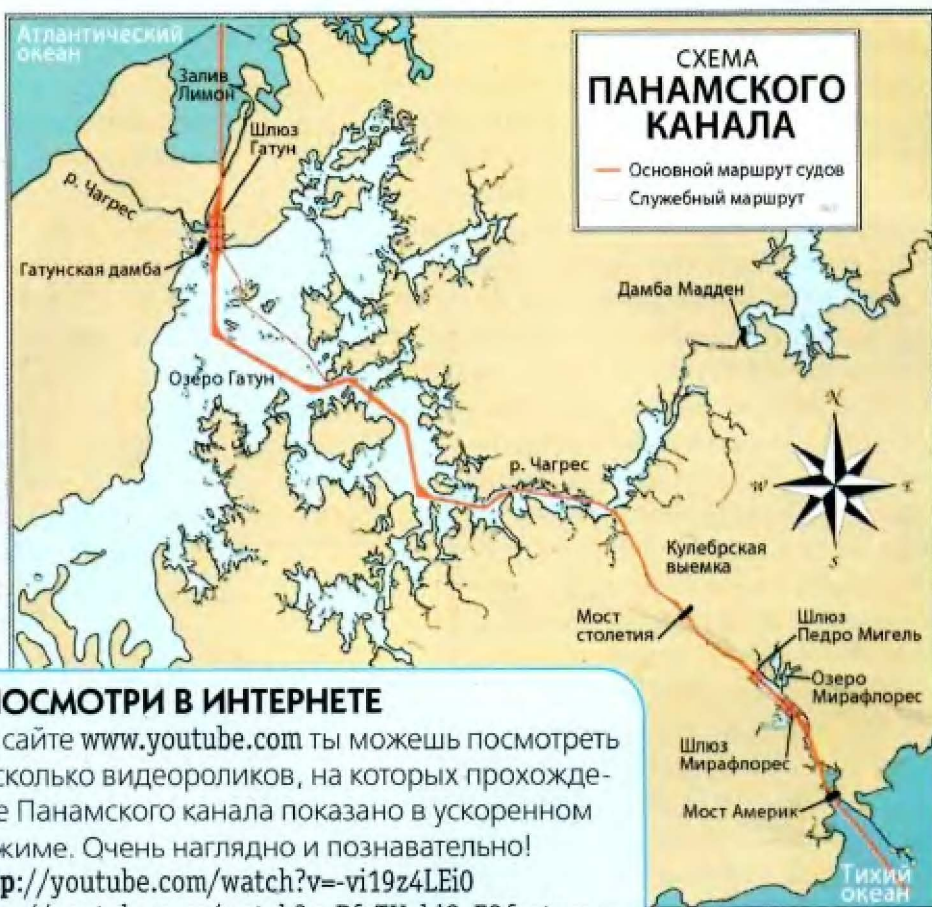 Атлантический
океан
Залив
Лимон
Шлюз
Гатун
р. Чагрес
Гатунская дамба
Озеро Гатун
СХЕМА
ПАНАМСКОГО
КАНАЛА
Основной маршрут судов
Служебный маршрут
Дамба Мадден
N
W
E
S
р. Чагрес
Кулебрская
выемка
Мост
столетия
Шлюз
Педро Мигель
Озеро
Мирафлорес
Шлюз
Мирафлорес
Мост Америк
Тихий
океан
ПОСМОТРИ В ИНТЕРНЕТЕ
сайте www.youtube.com ты можешь посмотреть
сколько видеороликов, на которых прохожде-
е Панамского канала показано в ускоренном
жиме. Очень наглядно и познавательно!
p://youtube.com/watch?v=-vi19z4LEi0